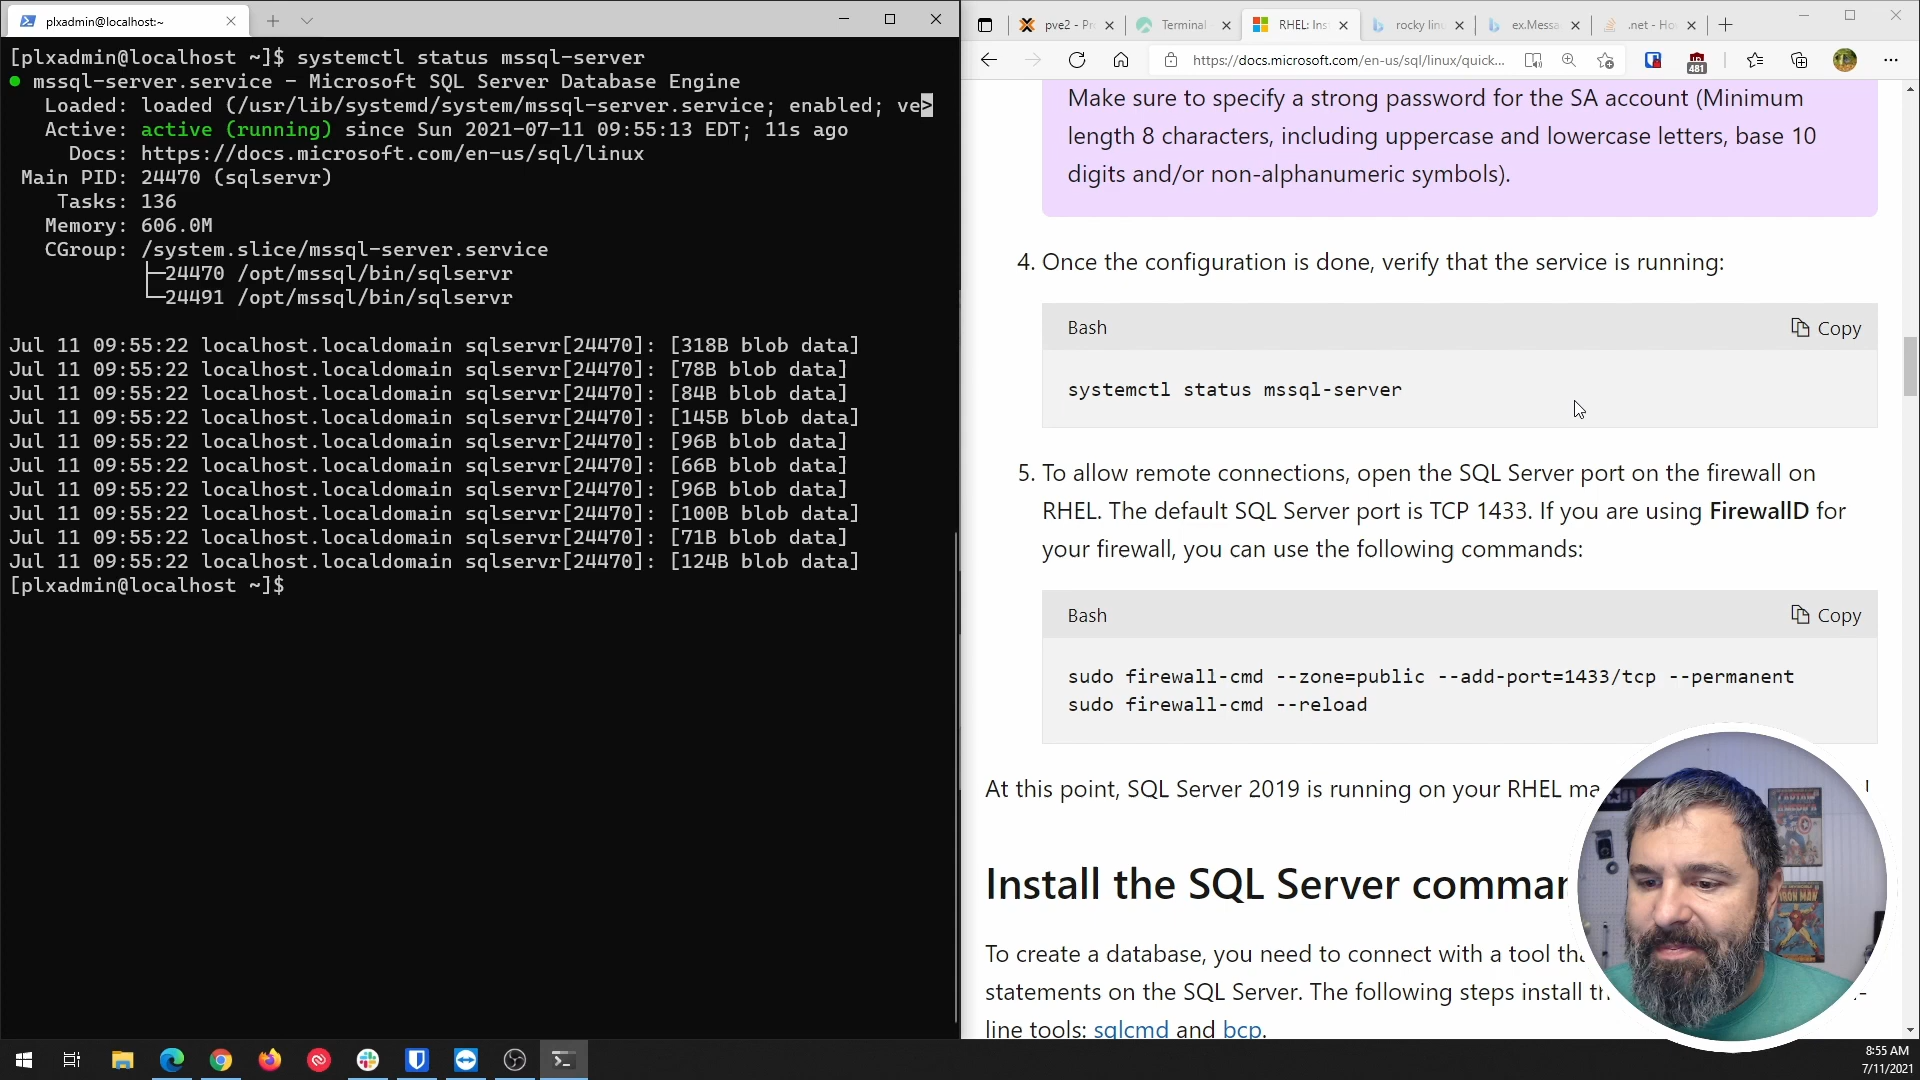 plxadmin@localhost:~
[plxadmin@localhost ~]$ systemctl status mssql-server
● mssql-server.service - Microsoft SQL Server Database Engine
Loaded: loaded (/usr/lib/systemd/system/mssql-server.service; enabled; ve>
Active: active (running) since Sun 2021-07-11 09:55:13 EDT; 11s ago
Docs: https://docs.microsoft.com/en-us/sql/linux
Main PID: 24470 (sqlservr)
Tasks: 136
Memory: 606.0M
CGroup: /system.slice/mssql-server.service
├─24470 /opt/mssql/bin/sqlservr
└─24491 /opt/mssql/bin/sqlservr
Jul 11 09:55:22 localhost.localdomain sqlservr[24470]: [318B blob data]
Jul 11 09:55:22 localhost.localdomain sqlservr[24470]: [78B blob data]
Jul 11 09:55:22 localhost.localdomain sqlservr[24470]: [84B blob data]
Jul 11 09:55:22 localhost.localdomain sqlservr[24470]: [145B blob data]
Jul 11 09:55:22 localhost.localdomain sqlservr[24470]: [96B blob data]
Jul 11 09:55:22 localhost.localdomain sqlservr[24470]: [66B blob data]
Jul 11 09:55:22 localhost.localdomain sqlservr[24470]: [96B blob data]
Jul 11 09:55:22 localhost.localdomain sqlservr[24470]: [100B blob data]
Jul 11 09:55:22 localhost.localdomain sqlservr[24470]: [71B blob data]
Jul 11 09:55:22 localhost.localdomain sqlservr[24470]: [124B blob data]
[plxadmin@localhost ~]$
pve2 - Pr Terminal RHEL: Ins rocky linu ex.Messa .net - Ho
https://docs.microsoft.com/en-us/sql/linux/quick...
481
Make sure to specify a strong password for the SA account (Minimum
length 8 characters, including uppercase and lowercase letters, base 10
digits and/or non-alphanumeric symbols).
4. Once the configuration is done, verify that the service is running:
Bash Copy
systemctl status mssql-server
5. To allow remote connections, open the SQL Server port on the firewall on
RHEL. The default SQL Server port is TCP 1433. If you are using FirewallD for
your firewall, you can use the following commands:
Bash Copy
sudo firewall-cmd --zone=public --add-port=1433/tcp --permanent
sudo firewall-cmd --reload
At this point, SQL Server 2019 is running on your RHEL ma
Install the SQL Server comman
To create a database, you need to connect with a tool tha
statements on the SQL Server. The following steps install th
line tools: sqlcmd and bcp.
IRON MAN
8:55 AM
7/11/2021